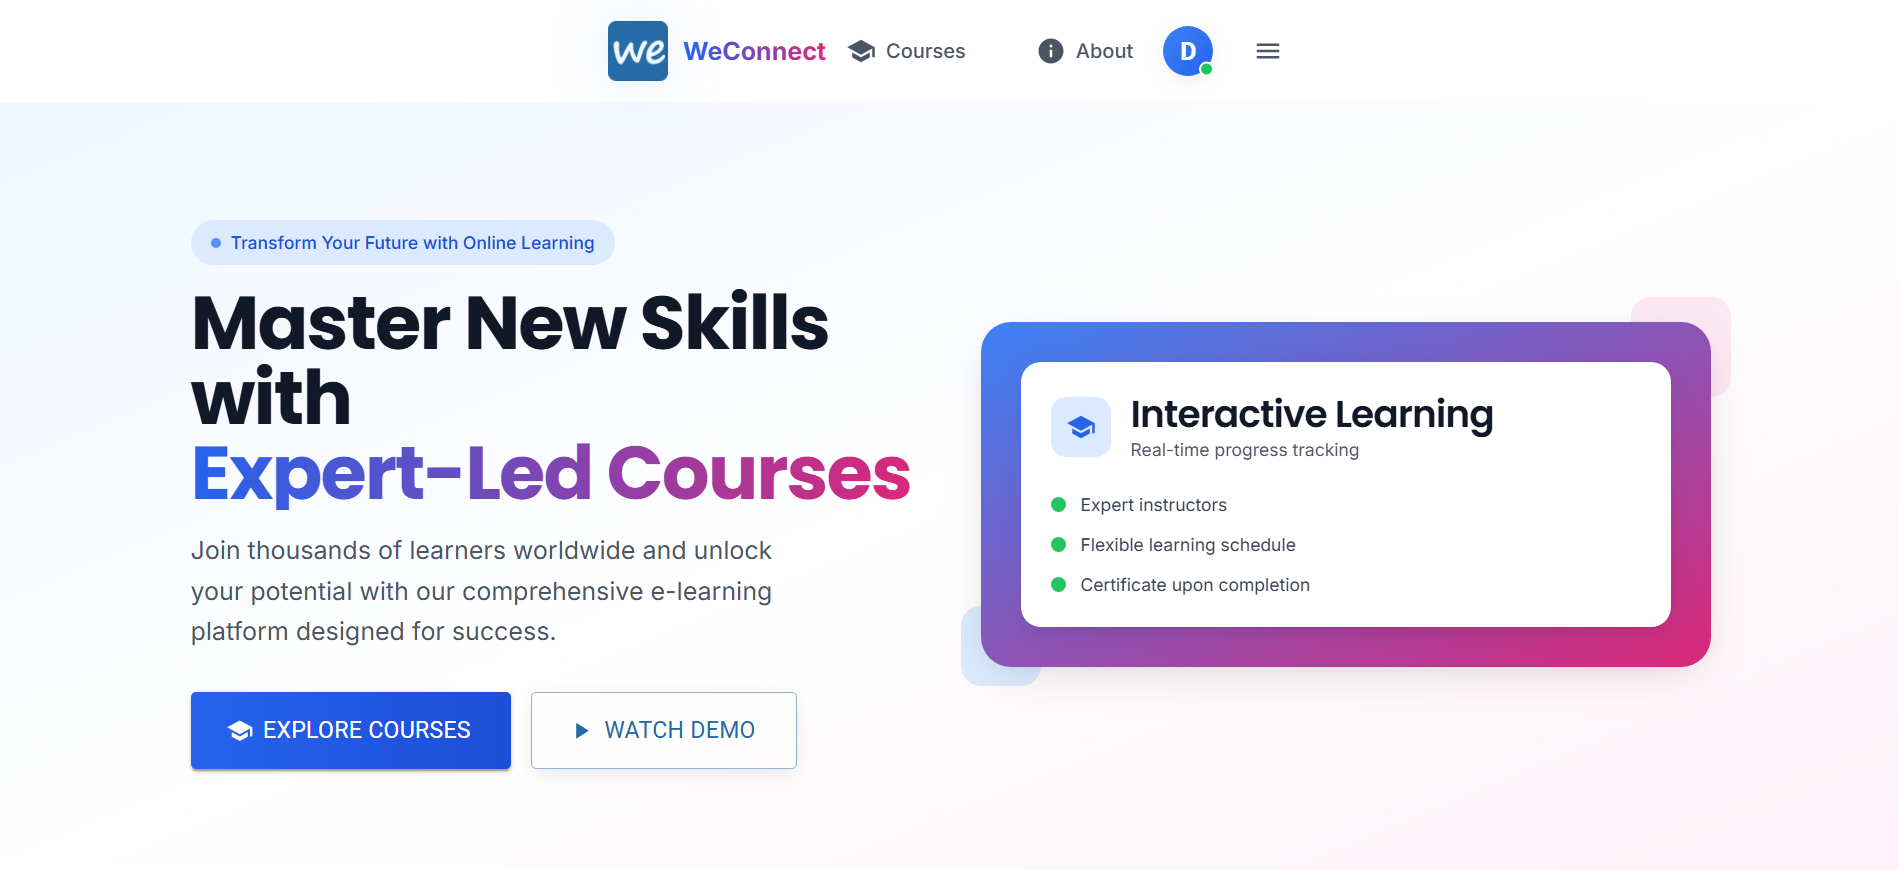 we WeConnect Courses About D
Transform Your Future with Online Learning
Master New Skills
with
Expert-Led Courses
Join thousands of learners worldwide and unlock
your potential with our comprehensive e-learning
platform designed for success.
EXPLORE COURSES
WATCH DEMO
Interactive Learning
Real-time progress tracking
Expert instructors
Flexible learning schedule
Certificate upon completion